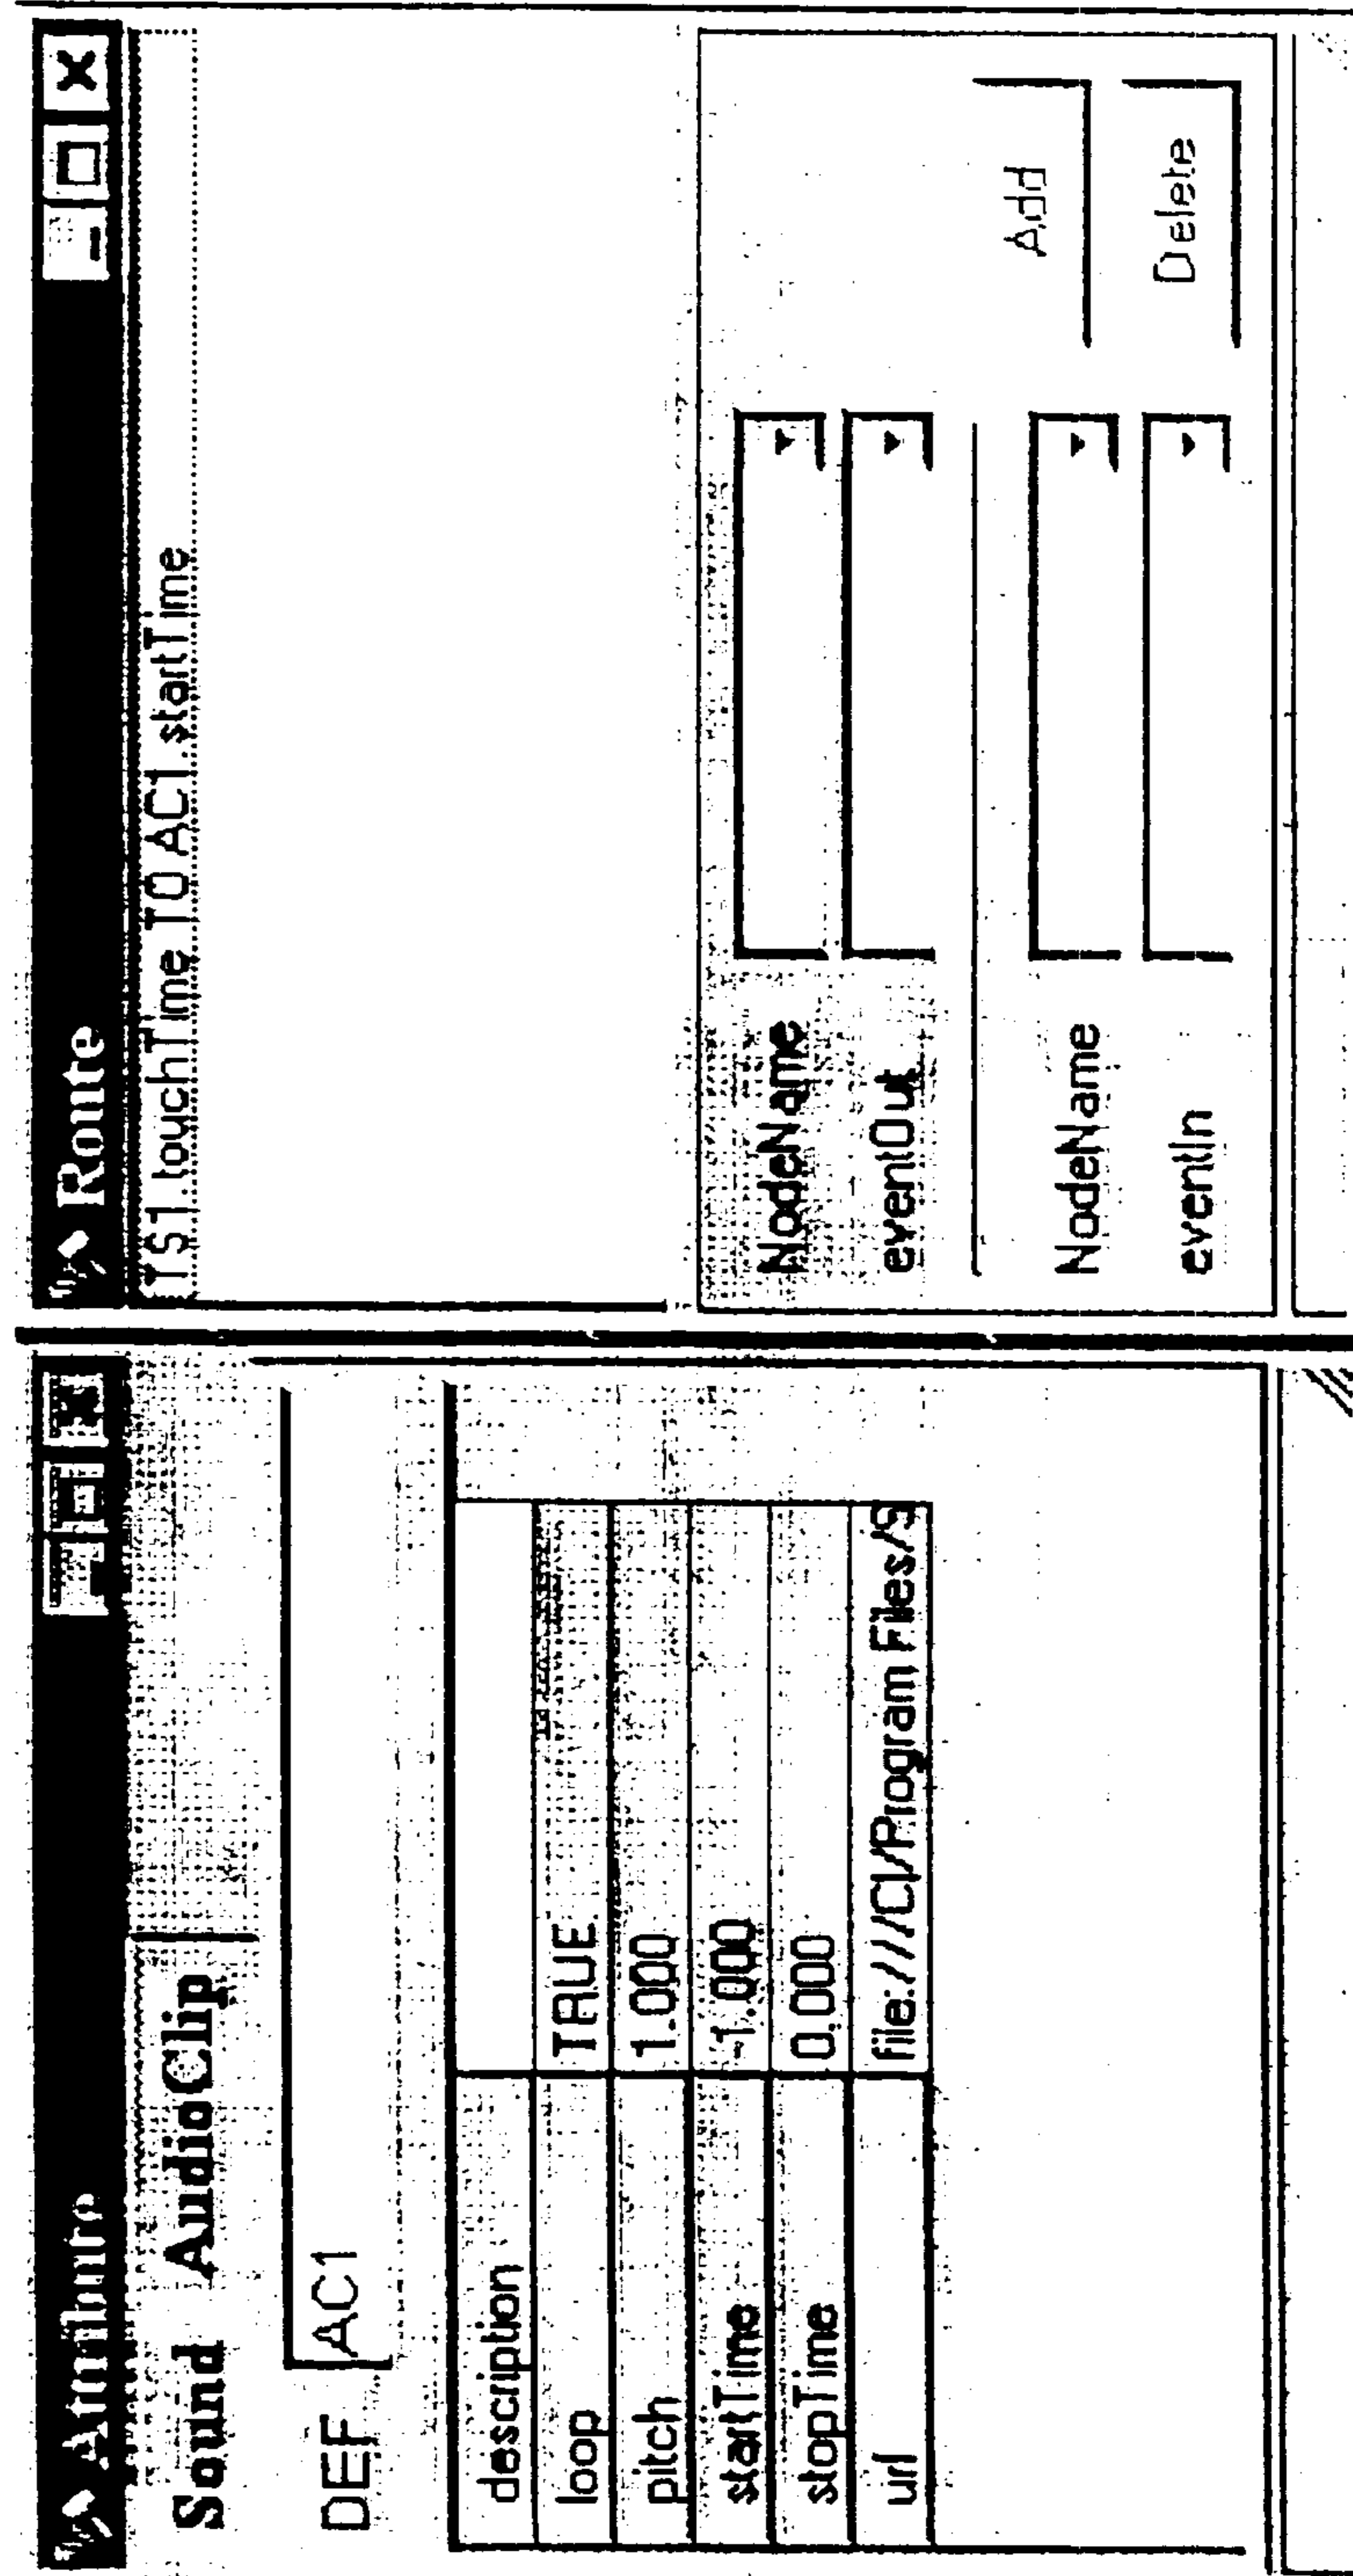 Attribute
Sound AudioClip
DEF AC1
description
loop TRUE
pitch 1.000
startTime -1.000
stopTime 0.000
url file:///C|/Program Files/S
Route
TS1.touchTime TO AC1.startTime
NodeName
eventOut
NodeName
eventIn
Add
Delete